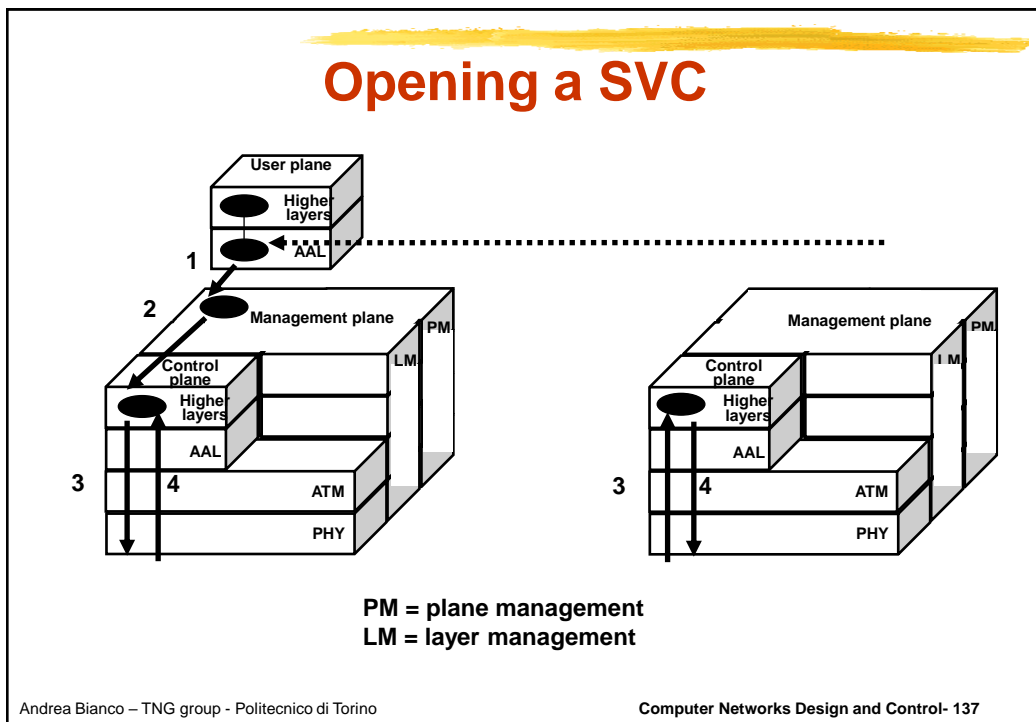 Opening a SVC
User plane
Higher
layers
AAL
1
2
Management plane
PM
LM
Control
plane
Higher
layers
AAL
3
4
ATM
PHY
Management plane
PM
LM
Control
plane
Higher
layers
AAL
3
4
ATM
PHY
PM = plane management
LM = layer management
Andrea Bianco – TNG group - Politecnico di Torino
Computer Networks Design and Control- 137